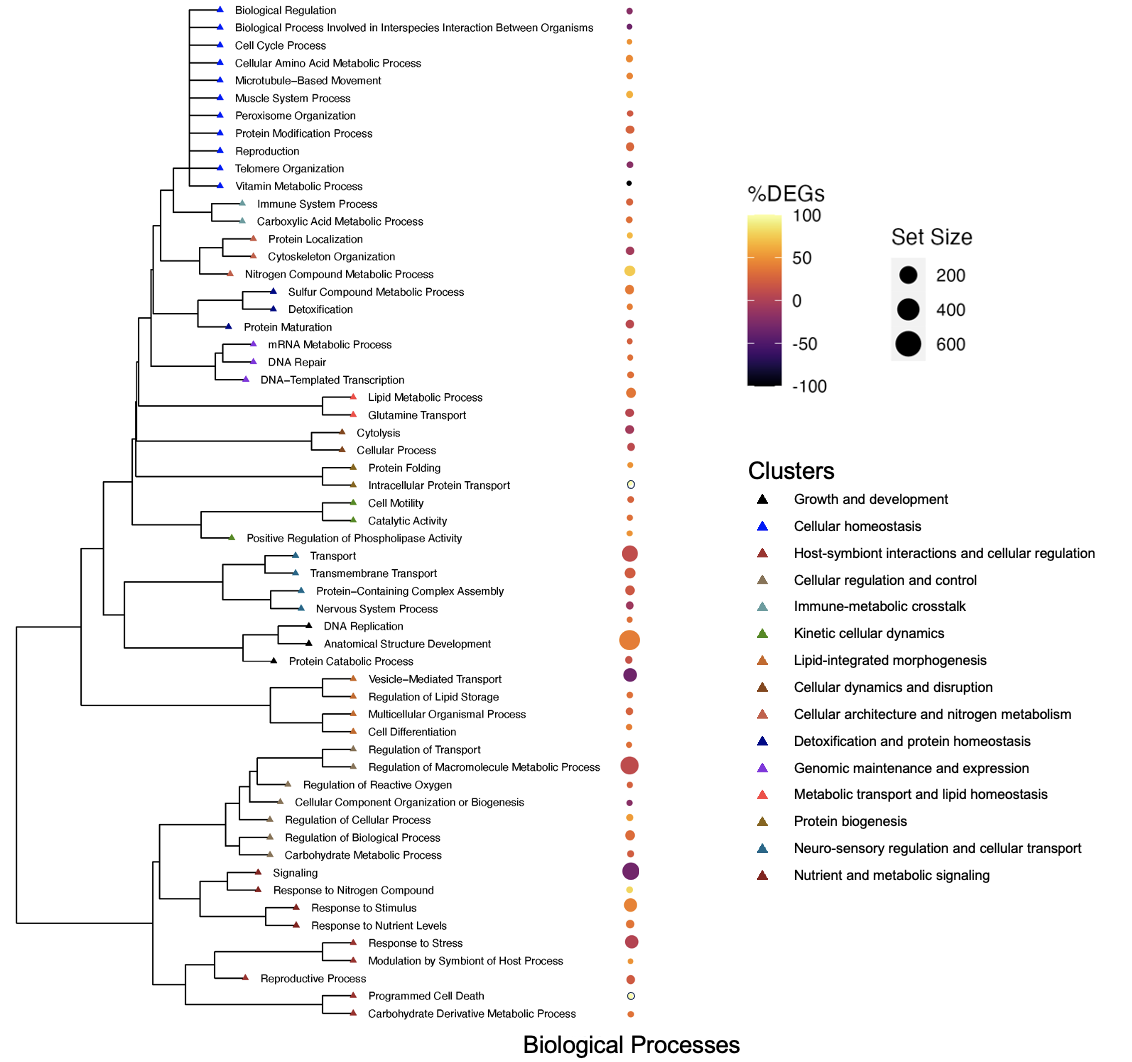 Biological Regulation
Biological Process Involved in Interspecies Interaction Between Organisms
Cell Cycle Process
Cellular Amino Acid Metabolic Process
Microtubule−Based Movement
Muscle System Process
Peroxisome Organization
Protein Modification Process
Reproduction
Telomere Organization
Vitamin Metabolic Process
Immune System Process
Carboxylic Acid Metabolic Process
Protein Localization
Cytoskeleton Organization
Nitrogen Compound Metabolic Process
Sulfur Compound Metabolic Process
Detoxification
Protein Maturation
mRNA Metabolic Process
DNA Repair
DNA−Templated Transcription
Lipid Metabolic Process
Glutamine Transport
Cytolysis
Cellular Process
Protein Folding
Intracellular Protein Transport
Cell Motility
Catalytic Activity
Positive Regulation of Phospholipase Activity
Transport
Transmembrane Transport
Protein−Containing Complex Assembly
Nervous System Process
DNA Replication
Anatomical Structure Development
Protein Catabolic Process
Vesicle−Mediated Transport
Regulation of Lipid Storage
Multicellular Organismal Process
Cell Differentiation
Regulation of Transport
Regulation of Macromolecule Metabolic Process
Regulation of Reactive Oxygen
Cellular Component Organization or Biogenesis
Regulation of Cellular Process
Regulation of Biological Process
Carbohydrate Metabolic Process
Signaling
Response to Nitrogen Compound
Response to Stimulus
Response to Nutrient Levels
Response to Stress
Modulation by Symbiont of Host Process
Reproductive Process
Programmed Cell Death
Carbohydrate Derivative Metabolic Process
Biological Processes
%DEGs
100
50
0
-50
-100
Set Size
200
400
600
Clusters
Growth and development
Cellular homeostasis
Host-symbiont interactions and cellular regulation
Cellular regulation and control
Immune-metabolic crosstalk
Kinetic cellular dynamics
Lipid-integrated morphogenesis
Cellular dynamics and disruption
Cellular architecture and nitrogen metabolism
Detoxification and protein homeostasis
Genomic maintenance and expression
Metabolic transport and lipid homeostasis
Protein biogenesis
Neuro-sensory regulation and cellular transport
Nutrient and metabolic signaling